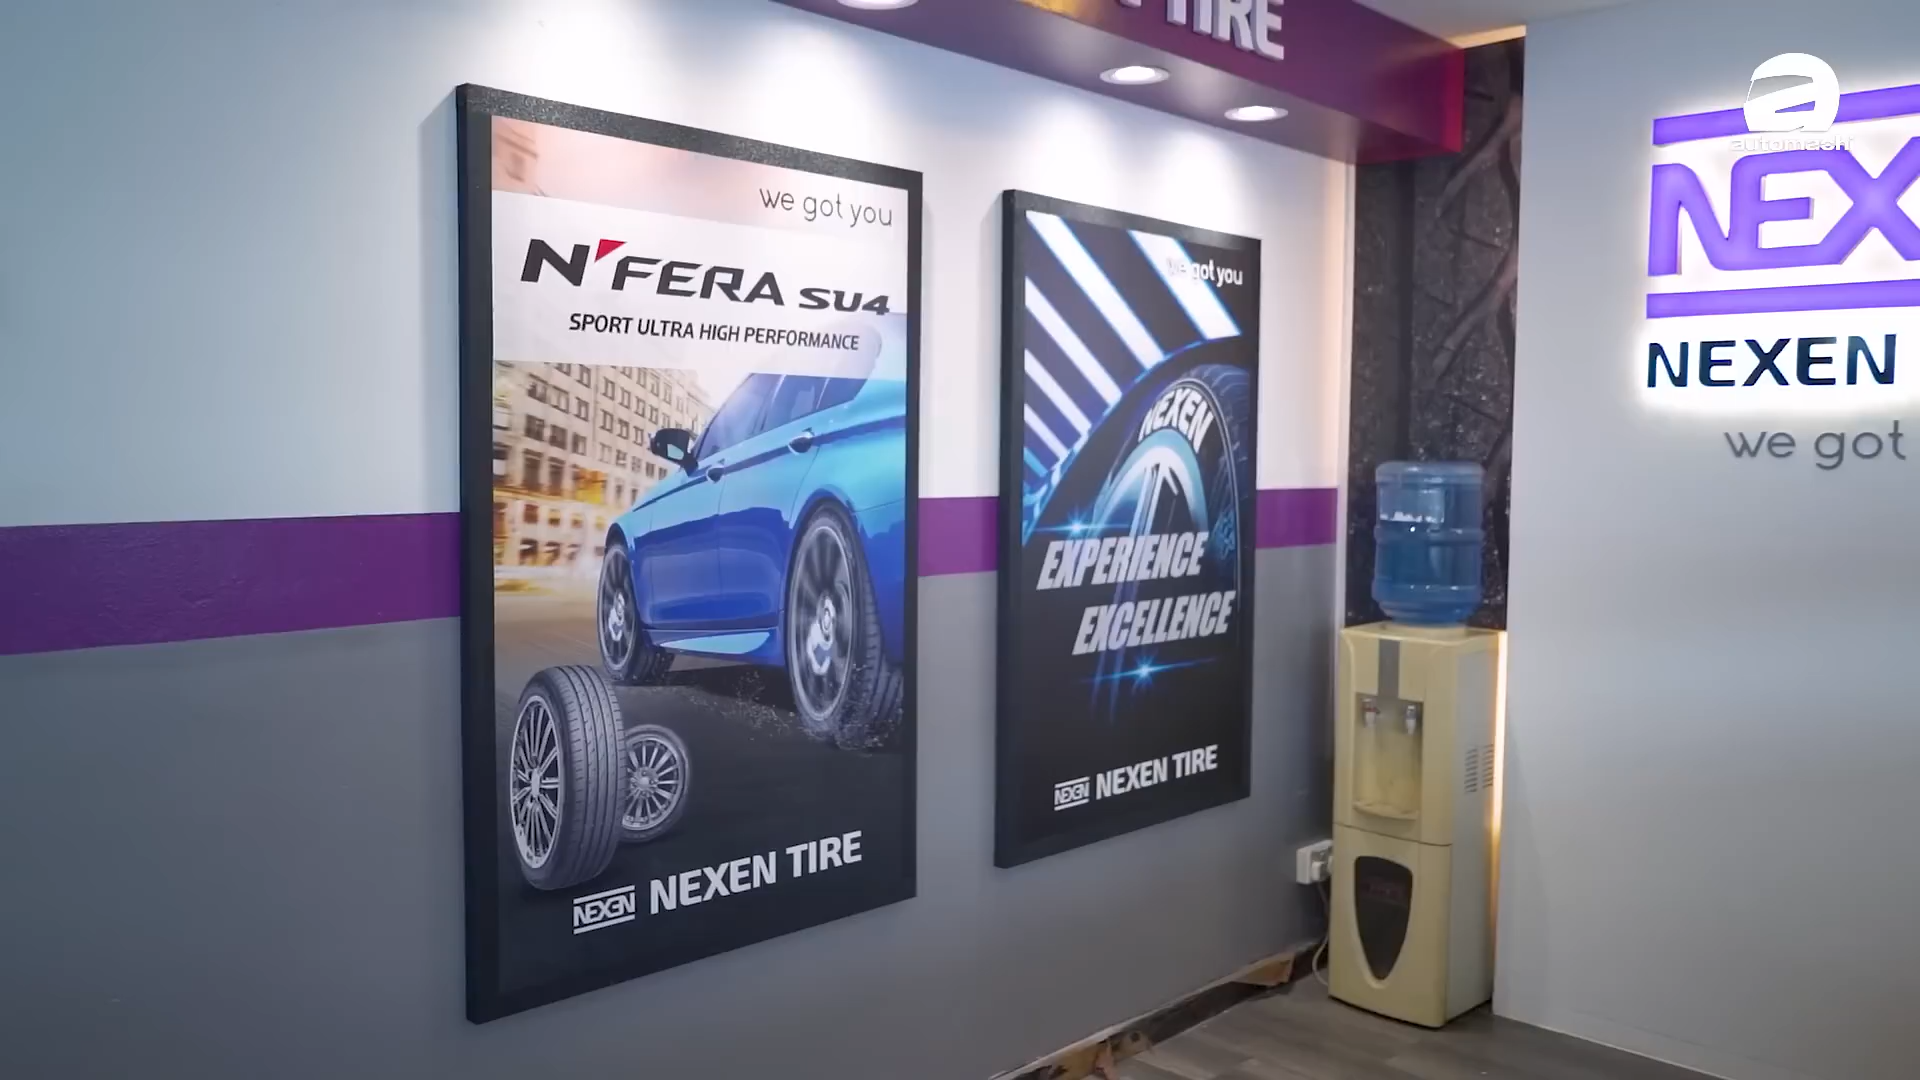 TIRE
we got you
N'FERA SU4
SPORT ULTRA HIGH PERFORMANCE
NEXEN NEXEN TIRE
we got you
NEXEN
EXPERIENCE
EXCELLENCE
NEXEN NEXEN TIRE
automash
NEX
NEXEN
we got